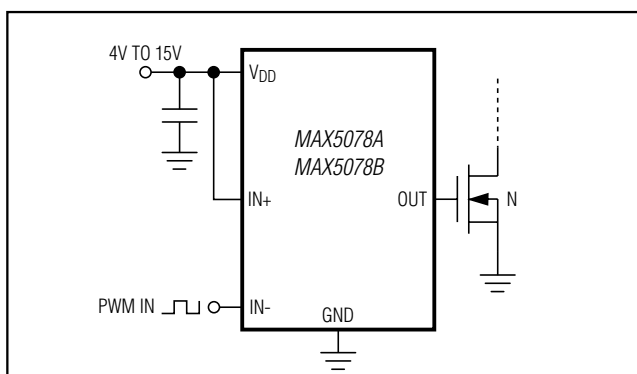 4V TO 15V
VDD
MAX5078A
MAX5078B
IN+
OUT
N
PWM IN
IN-
GND